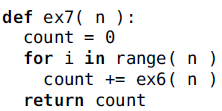 def ex7( n ):
  count = 0
  for i in range( n )
    count += ex6( n )
  return count